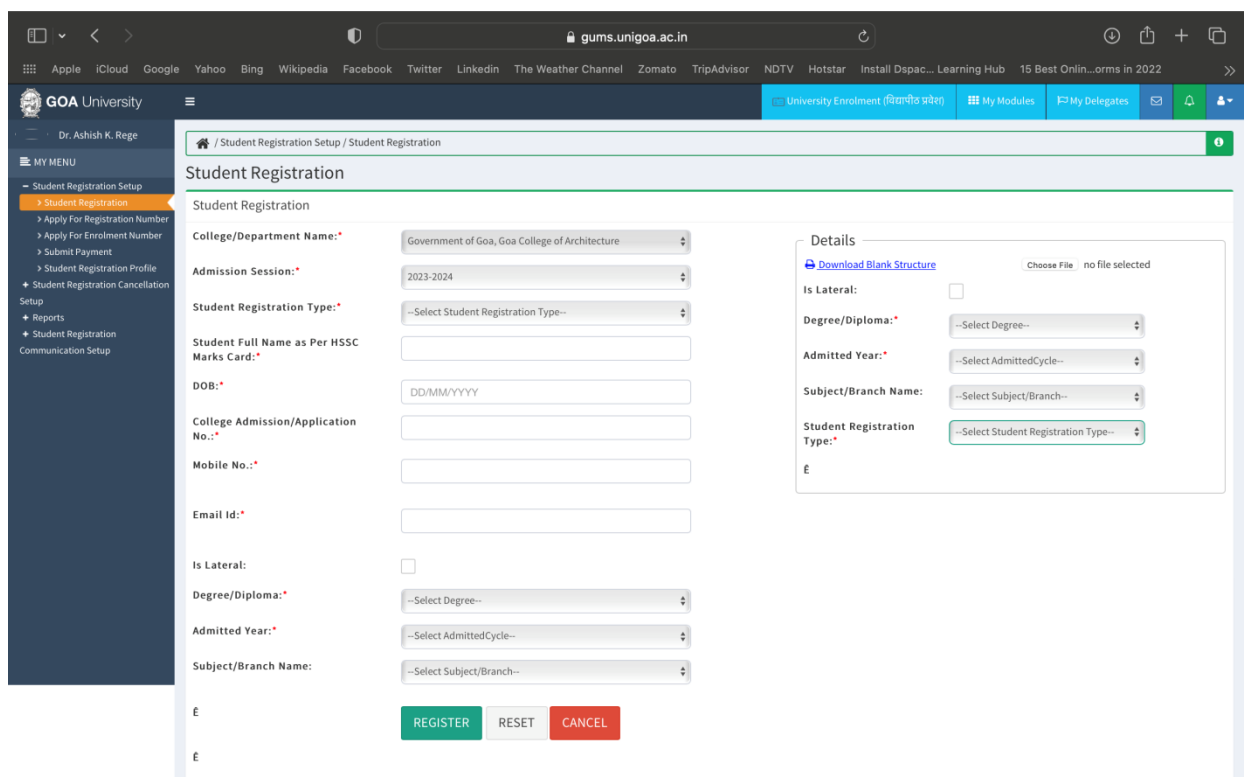 gums.unigoa.ac.in
Apple iCloud Google Yahoo Bing Wikipedia Facebook Twitter Linkedin The Weather Channel Zomato TripAdvisor NDTV Hotstar Install Dspac... Learning Hub 15 Best Onlin...orms in 2022
GOA University
University Enrolment (विद्यापीठ प्रवेश) My Modules My Delegates
Dr. Ashish K. Rege
MY MENU
Student Registration Setup
> Student Registration
> Apply For Registration Number
> Apply For Enrolment Number
> Submit Payment
> Student Registration Profile
+ Student Registration Cancellation
Setup
+ Reports
+ Student Registration
Communication Setup
/ Student Registration Setup / Student Registration
Student Registration
Student Registration
College/Department Name:* Government of Goa, Goa College of Architecture
Admission Session:* 2023-2024
Student Registration Type:* --Select Student Registration Type--
Student Full Name as Per HSSC
Marks Card:*
DOB:* DD/MM/YYYY
College Admission/Application
No.:*
Mobile No.:*
Email Id:*
Is Lateral:
Degree/Diploma:* --Select Degree--
Admitted Year:* --Select AdmittedCycle--
Subject/Branch Name: --Select Subject/Branch--
Ê
REGISTER RESET CANCEL
Ê
Details
Download Blank Structure Choose File no file selected
Is Lateral:
Degree/Diploma:* --Select Degree--
Admitted Year:* --Select AdmittedCycle--
Subject/Branch Name: --Select Subject/Branch--
Student Registration
Type:* --Select Student Registration Type--
Ê